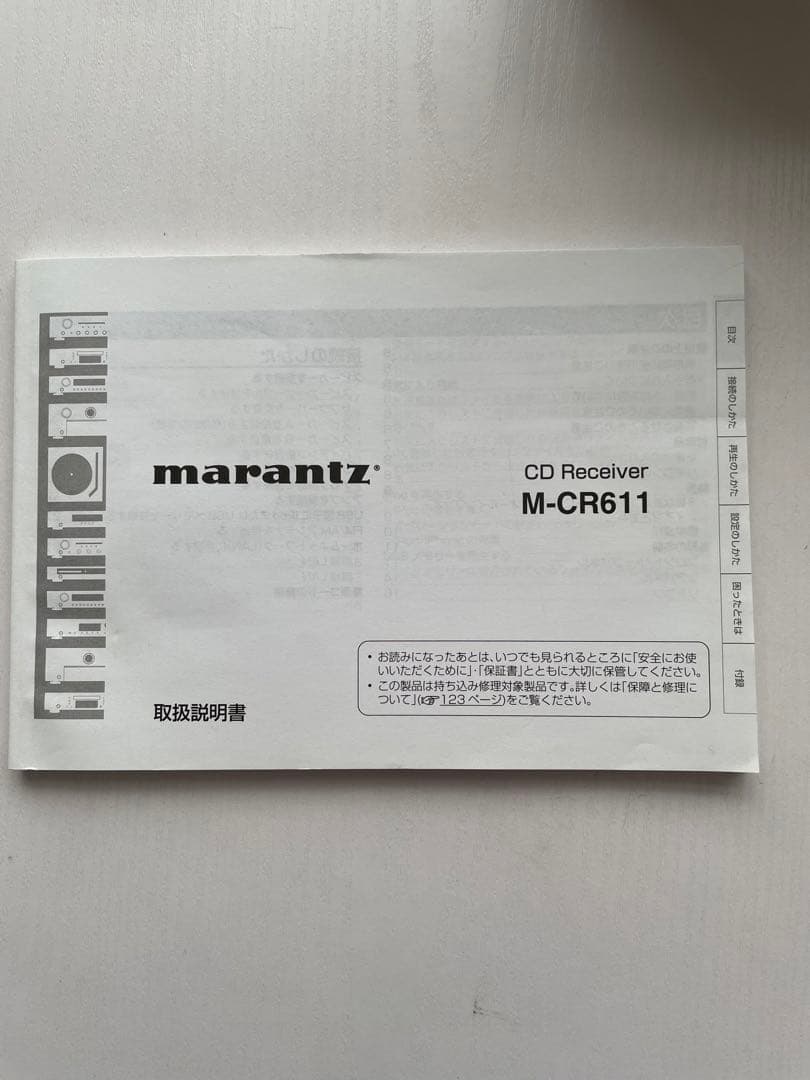 marantz®
CD Receiver
M-CR611
目次
接続のしかた
再生のしかた
設定のしかた
困ったときは
付録
• お読みになったあとは、いつでも見られるところに「安全にお使
いいただくために」・「保証書」とともに大切に保管してください。
• この製品は持ち込み修理対象製品です。詳しくは「保障と修理に
ついて」(☞123 ページ)をご覧ください。
取扱説明書